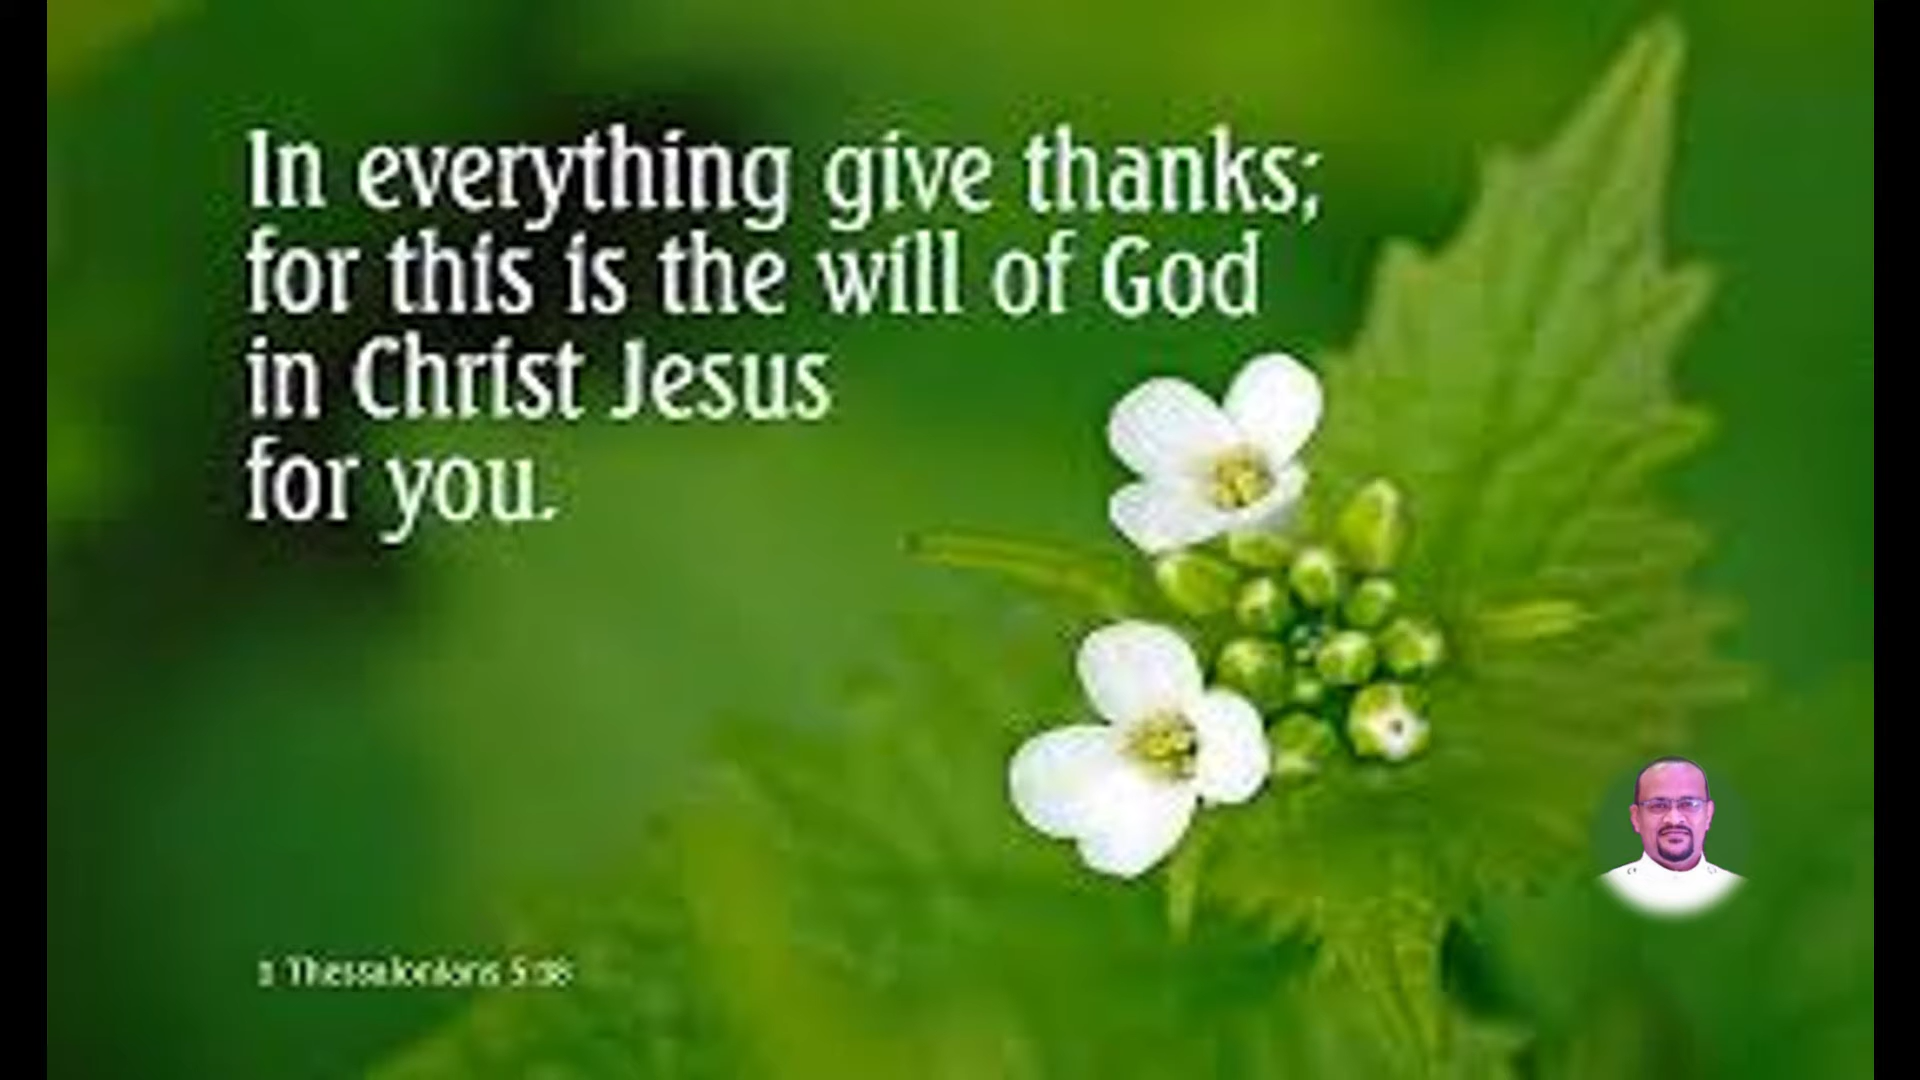 In everything give thanks;
for this is the will of God
in Christ Jesus
for you.
1 Thessalonians 5:18